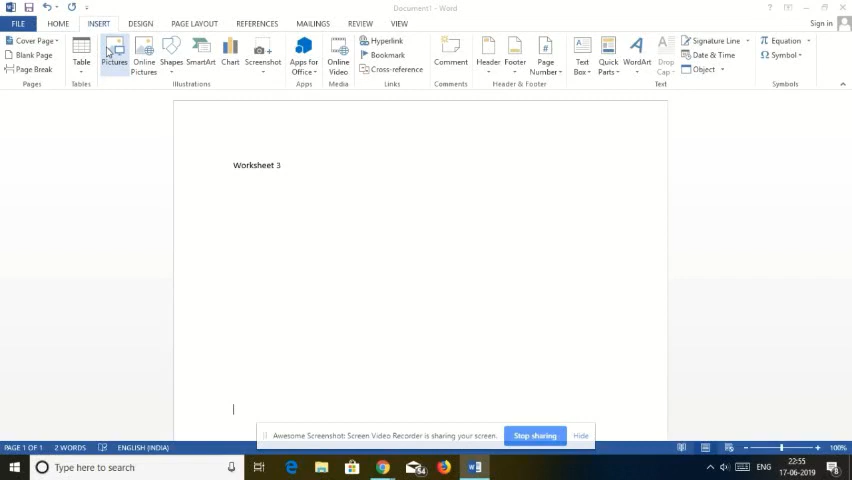 Document1 - Word
FILE HOME INSERT DESIGN PAGE LAYOUT REFERENCES MAILINGS REVIEW VIEW Sign in
Cover Page
Blank Page
Page Break
Pages
Table
Tables
Pictures
Online
Pictures
Shapes
SmartArt
Chart
Screenshot
Illustrations
Apps for
Office
Apps
Online
Video
Media
Hyperlink
Bookmark
Cross-reference
Links
Comment
Comments
Header
Footer
Page
Number
Header & Footer
Text
Box
Quick
Parts
WordArt
Drop
Cap
Signature Line
Date & Time
Object
Text
Equation
Symbol
Symbols
Worksheet 3
Awesome Screenshot: Screen Video Recorder is sharing your screen. Stop sharing Hide
PAGE 1 OF 1 2 WORDS ENGLISH (INDIA) 100%
Type here to search
54
ENG
22:55
17-06-2019
8